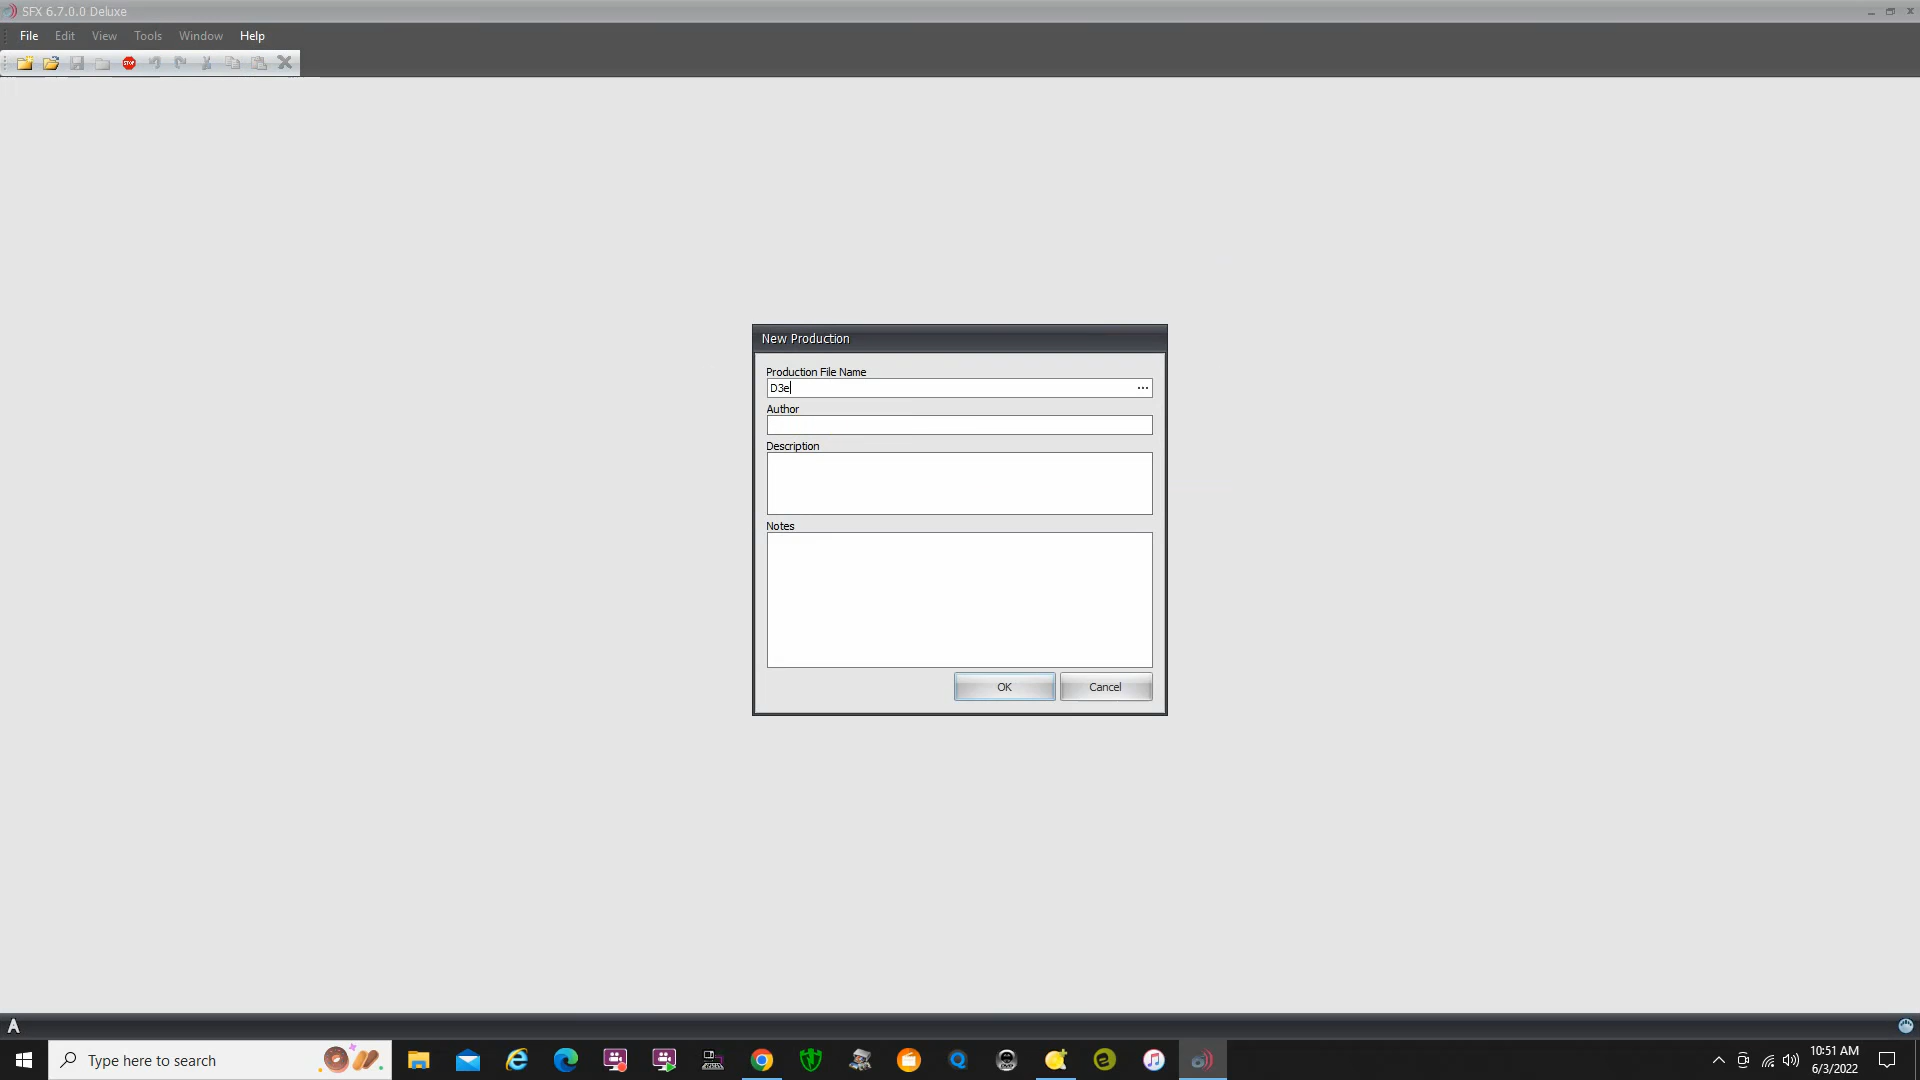 SFX 6.7.0.0 Deluxe
File Edit View Tools Window Help
STOP
New Production
Production File Name
D3e
...
Author
Description
Notes
OK Cancel
A
Type here to search
10:51 AM
6/3/2022